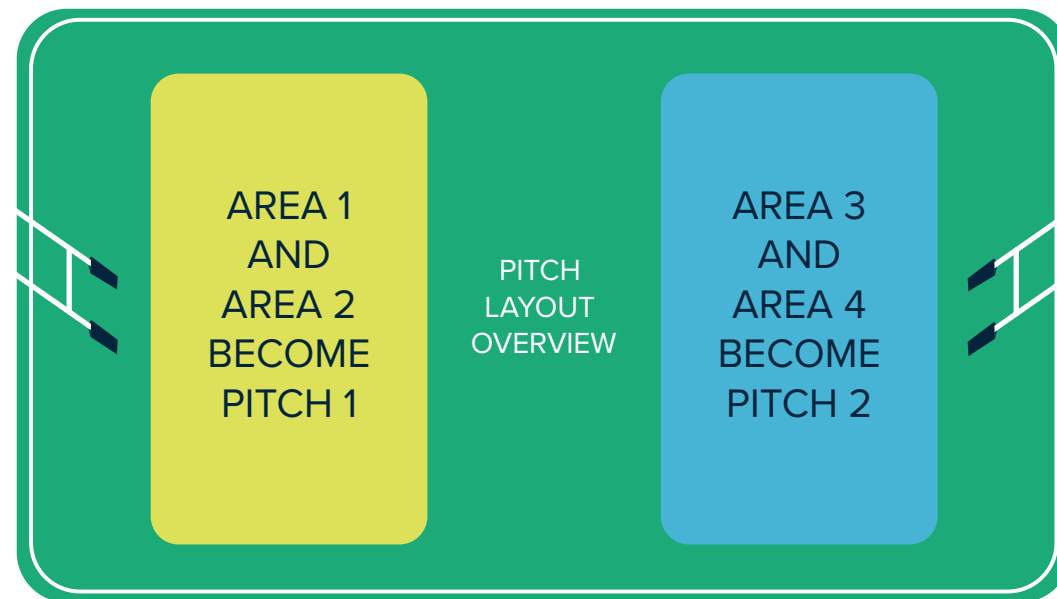 AREA 1
AND
AREA 2
BECOME
PITCH 1
PITCH
LAYOUT
OVERVIEW
AREA 3
AND
AREA 4
BECOME
PITCH 2